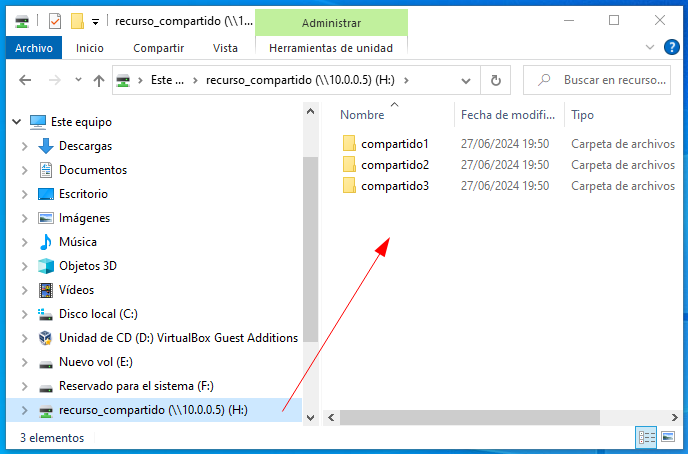 recurso_compartido (\\1... Administrar
Archivo Inicio Compartir Vista Herramientas de unidad
Este ... recurso_compartido (\\10.0.0.5) (H:) Buscar en recurso...
Este equipo
Descargas
Documentos
Escritorio
Imágenes
Música
Objetos 3D
Vídeos
Disco local (C:)
Unidad de CD (D:) VirtualBox Guest Additions
Nuevo vol (E:)
Reservado para el sistema (F:)
recurso_compartido (\\10.0.0.5) (H:)
Nombre Fecha de modifi... Tipo
compartido1 27/06/2024 19:50 Carpeta de archivos
compartido2 27/06/2024 19:50 Carpeta de archivos
compartido3 27/06/2024 19:50 Carpeta de archivos
3 elementos